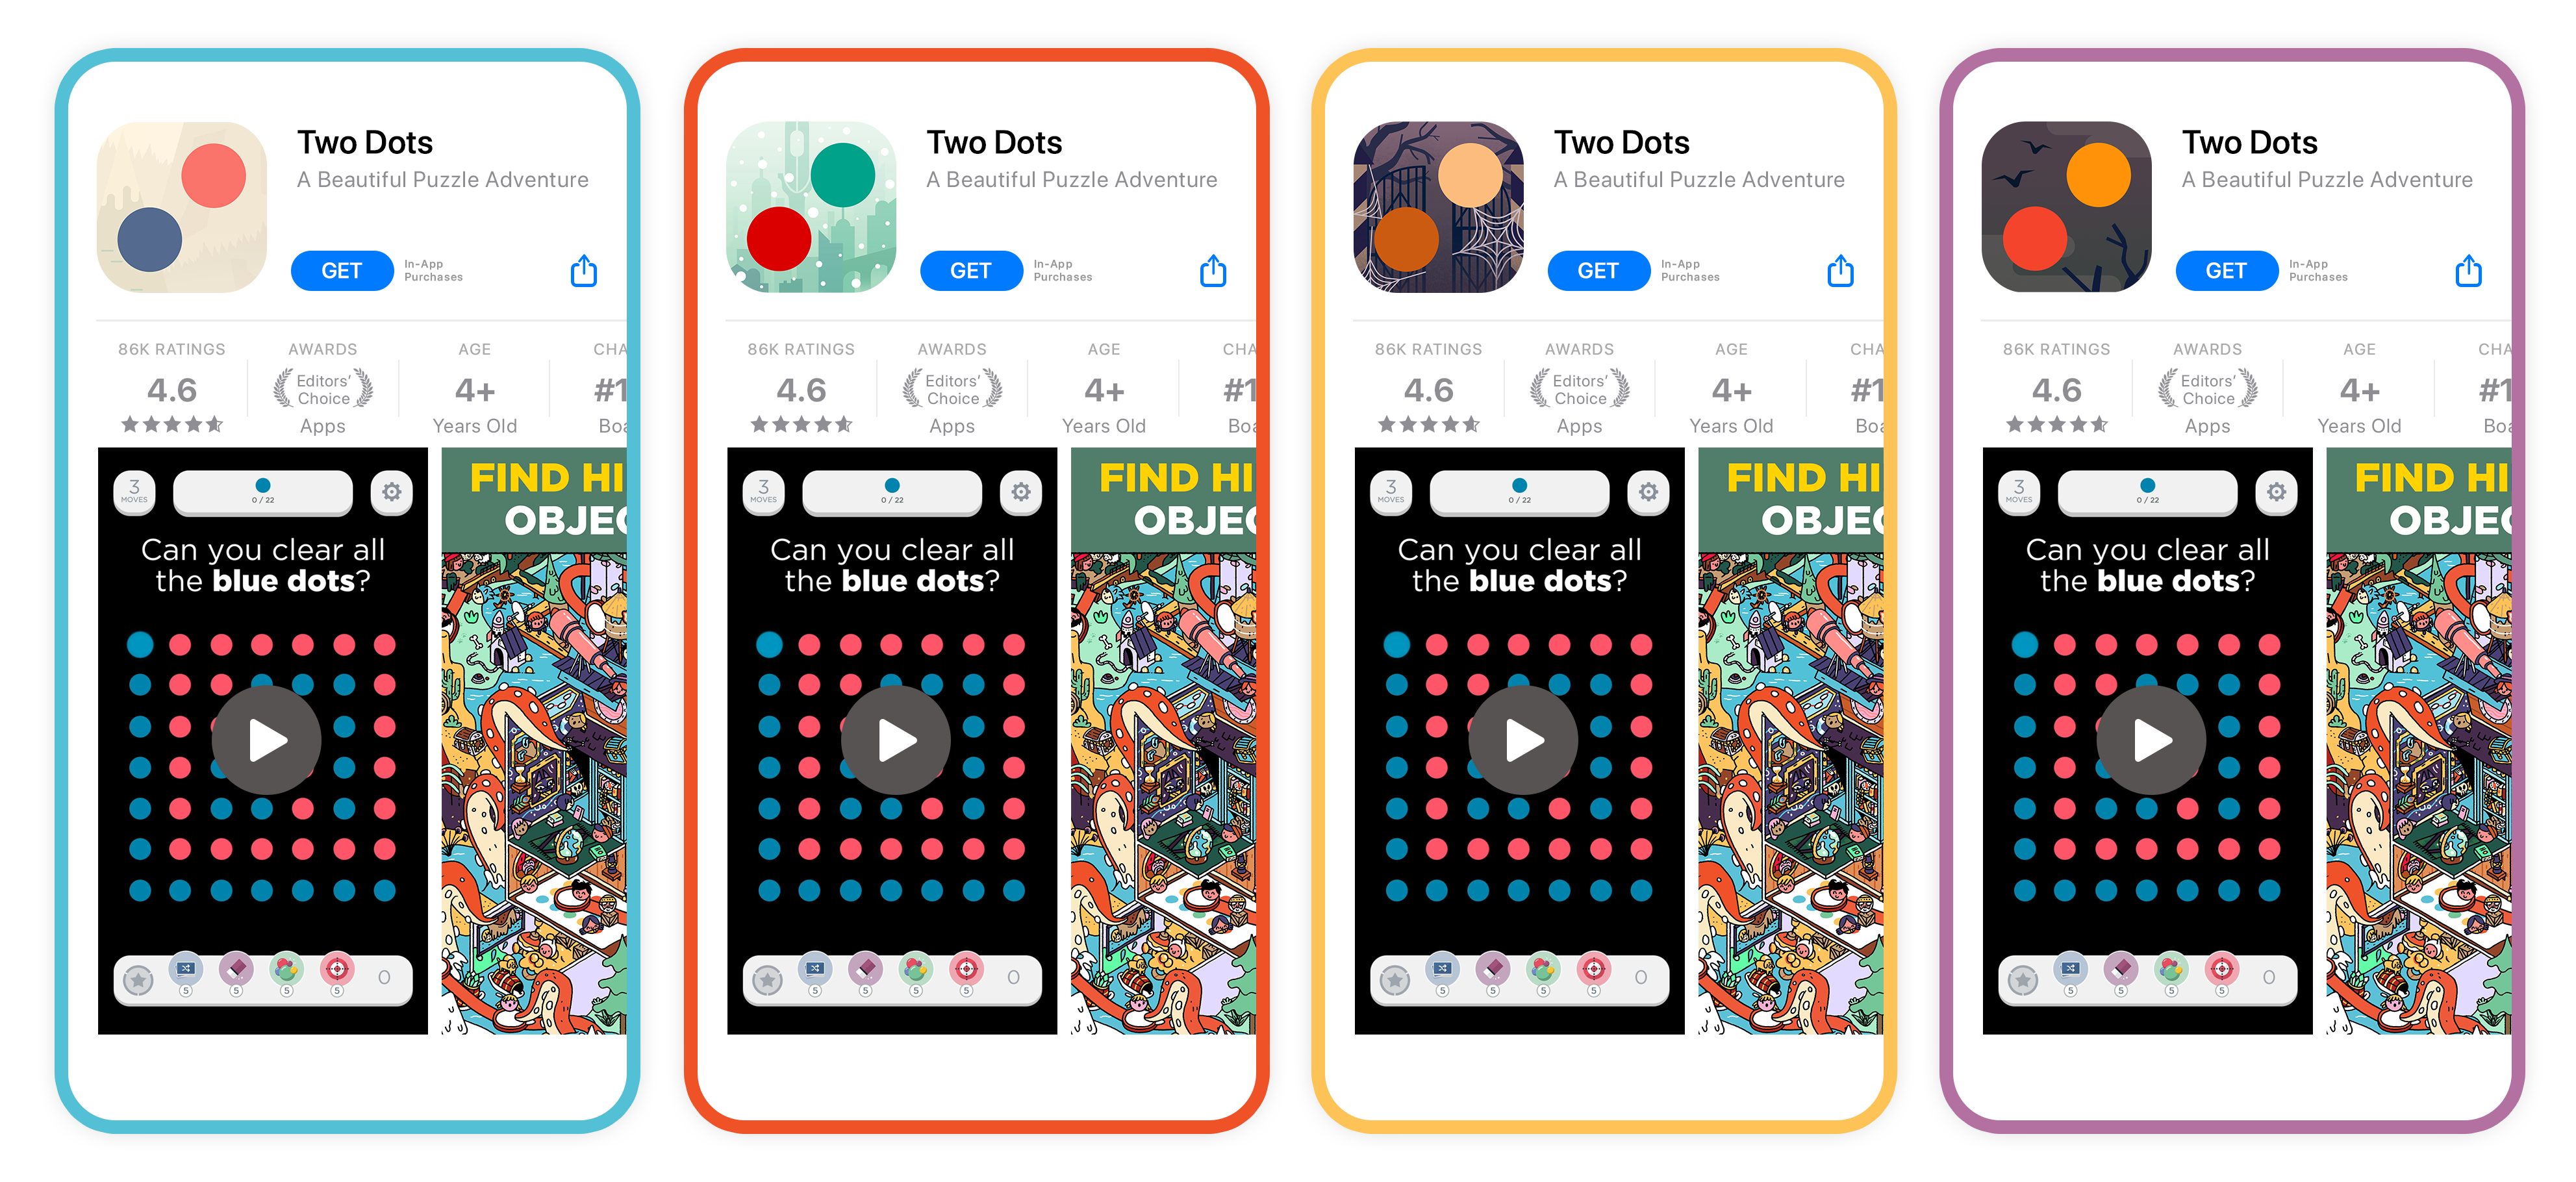 Two Dots
A Beautiful Puzzle Adventure
GET
In-App
Purchases
86K RATINGS
4.6
AWARDS
Editors’
Choice
Apps
AGE
4+
Years Old
CHA
#1
Boa
3
MOVES
0 / 22
Can you clear all
the blue dots?
5
5
5
5
0
FIND HI
OBJEC
Two Dots
A Beautiful Puzzle Adventure
GET
In-App
Purchases
86K RATINGS
4.6
AWARDS
Editors’
Choice
Apps
AGE
4+
Years Old
CHA
#1
Boa
3
MOVES
0 / 22
Can you clear all
the blue dots?
5
5
5
5
0
FIND HI
OBJEC
Two Dots
A Beautiful Puzzle Adventure
GET
In-App
Purchases
86K RATINGS
4.6
AWARDS
Editors’
Choice
Apps
AGE
4+
Years Old
CHA
#1
Boa
3
MOVES
0 / 22
Can you clear all
the blue dots?
5
5
5
5
0
FIND HI
OBJEC
Two Dots
A Beautiful Puzzle Adventure
GET
In-App
Purchases
86K RATINGS
4.6
AWARDS
Editors’
Choice
Apps
AGE
4+
Years Old
CHA
#1
Boa
3
MOVES
0 / 22
Can you clear all
the blue dots?
5
5
5
5
0
FIND HI
OBJEC